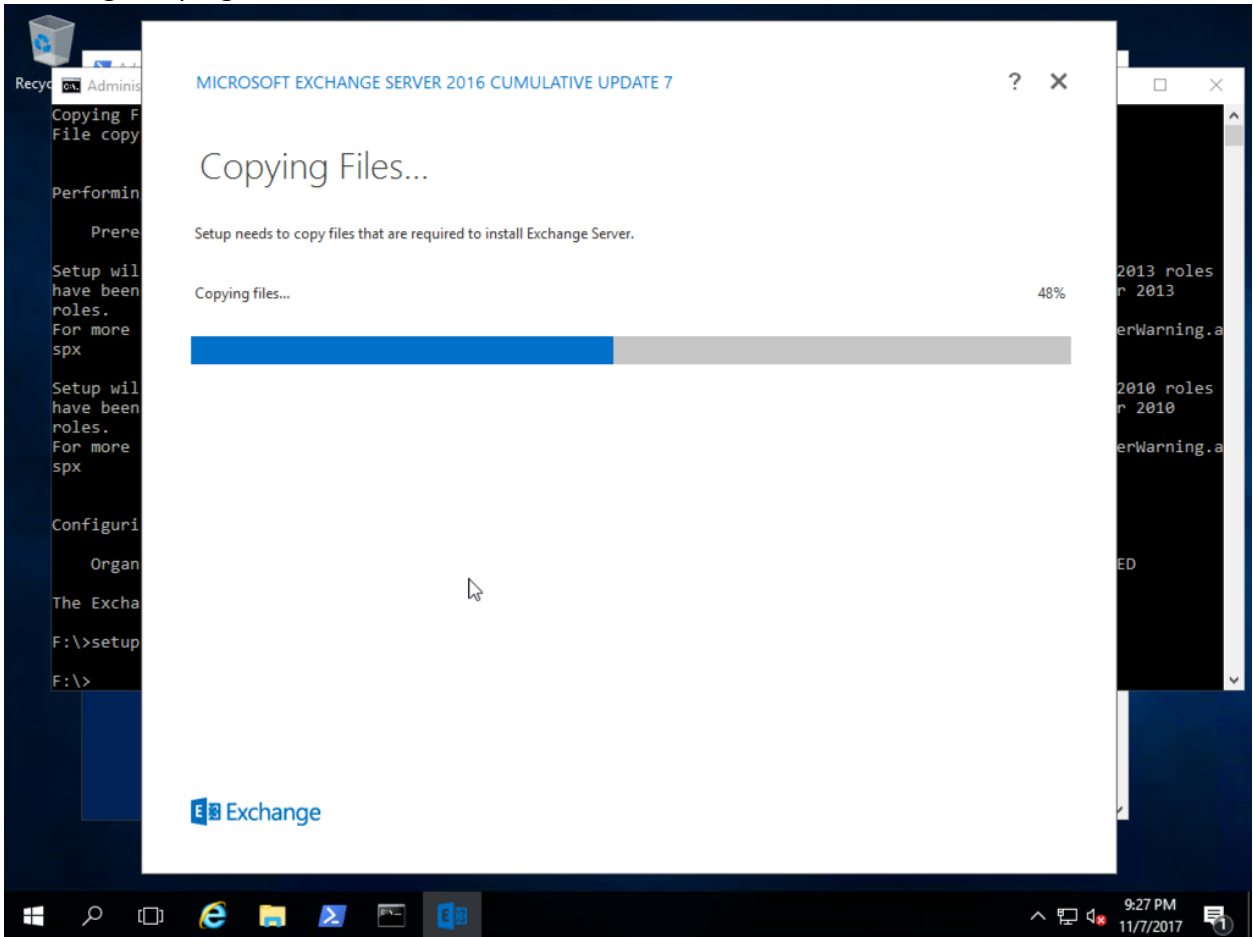 MICROSOFT EXCHANGE SERVER 2016 CUMULATIVE UPDATE 7
?
Copying Files...
Setup needs to copy files that are required to install Exchange Server.
Copying files...
48%
Exchange
Adminis
Copying F
File copy
Performin
Prere
Setup wil
2013 roles
have been
r 2013
roles.
For more
erWarning.a
spx
Setup wil
2010 roles
have been
r 2010
roles.
For more
erWarning.a
spx
Configuri
Organ
ED
The Excha
F:\>setup
F:\>
9:27 PM
11/7/2017
1